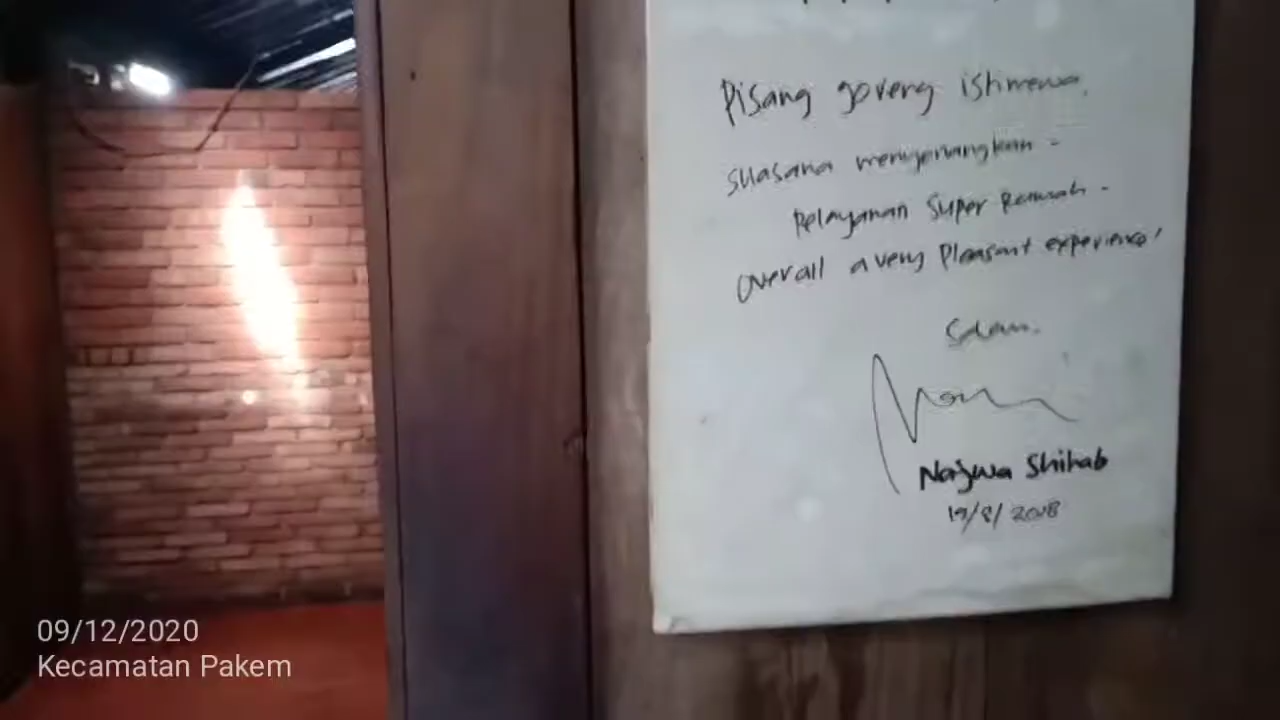 Pisang goreng istimewa,
suasana menyenangkan -
Pelayanan super Ramah -
overall a very pleasant experience!
Salam.
Najwa Shihab
19/8/2018
09/12/2020
Kecamatan Pakem